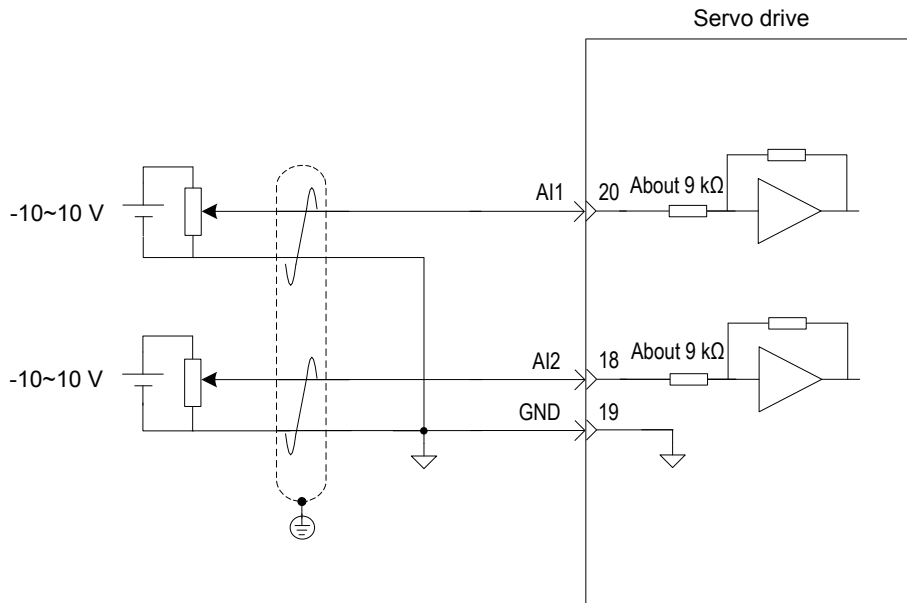 Servo drive
-10~10 V
AI1
20
About 9 kΩ
-10~10 V
AI2
18
About 9 kΩ
GND
19